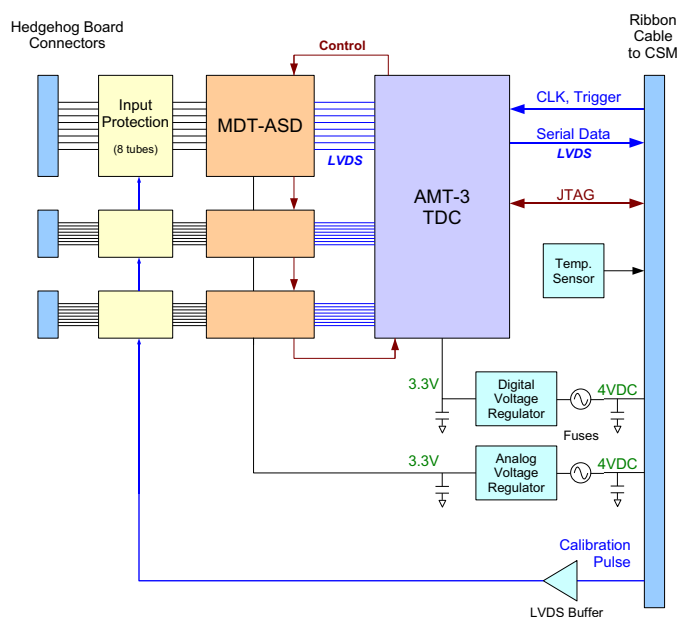 Hedgehog Board
Connectors
Ribbon
Cable
to CSM
Control
Input
Protection
(8 tubes)
MDT-ASD
LVDS
AMT-3
TDC
CLK, Trigger
Serial Data
LVDS
JTAG
Temp.
Sensor
3.3V
Digital
Voltage
Regulator
4VDC
Fuses
3.3V
Analog
Voltage
Regulator
4VDC
Calibration
Pulse
LVDS Buffer